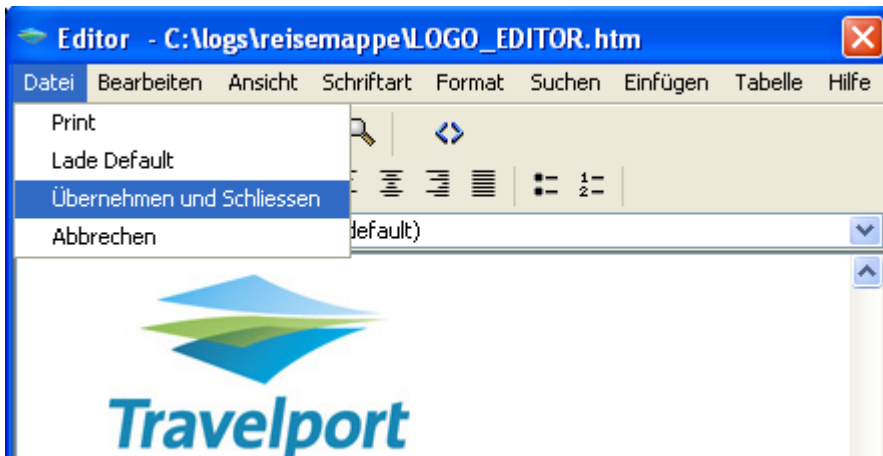 Editor - C:\logs\reisemappe\LOGO_EDITOR.htm
Datei Bearbeiten Ansicht Schriftart Format Suchen Einfügen Tabelle Hilfe
Print
Lade Default
Übernehmen und Schliessen
Abbrechen
default)
Travelport